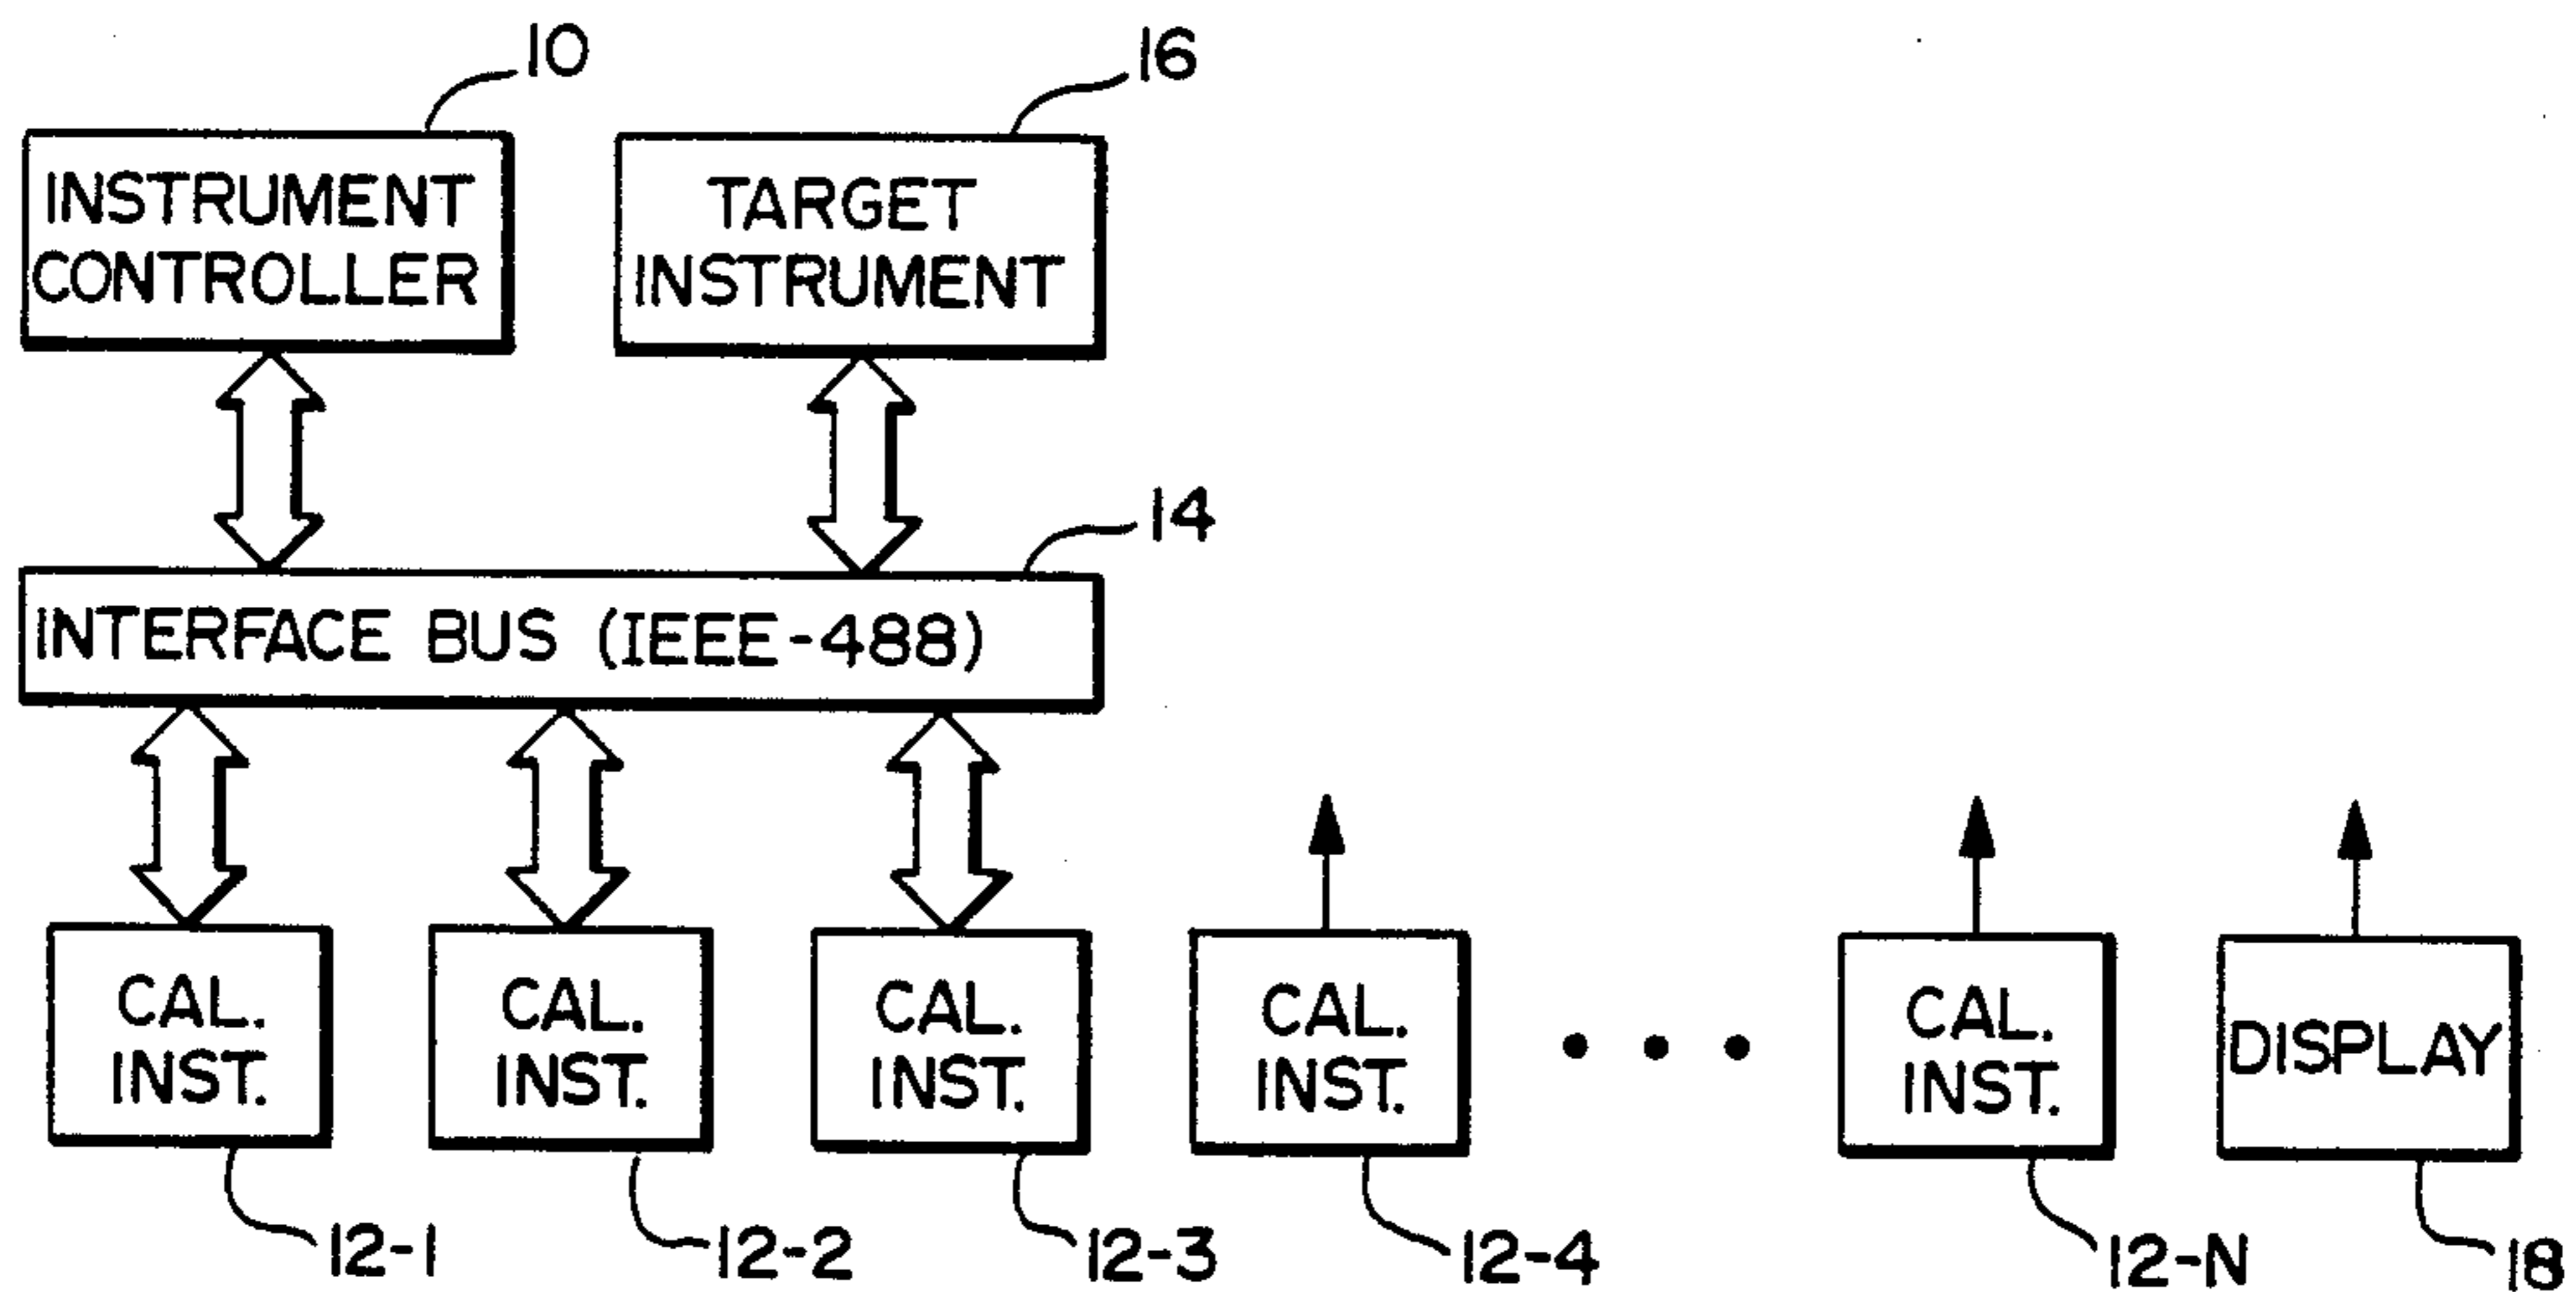 10
16
INSTRUMENT
CONTROLLER
TARGET
INSTRUMENT
14
INTERFACE BUS (IEEE-488)
CAL.
INST.
CAL.
INST.
CAL.
INST.
CAL.
INST.
CAL.
INST.
DISPLAY
12-1
12-2
12-3
12-4
12-N
18